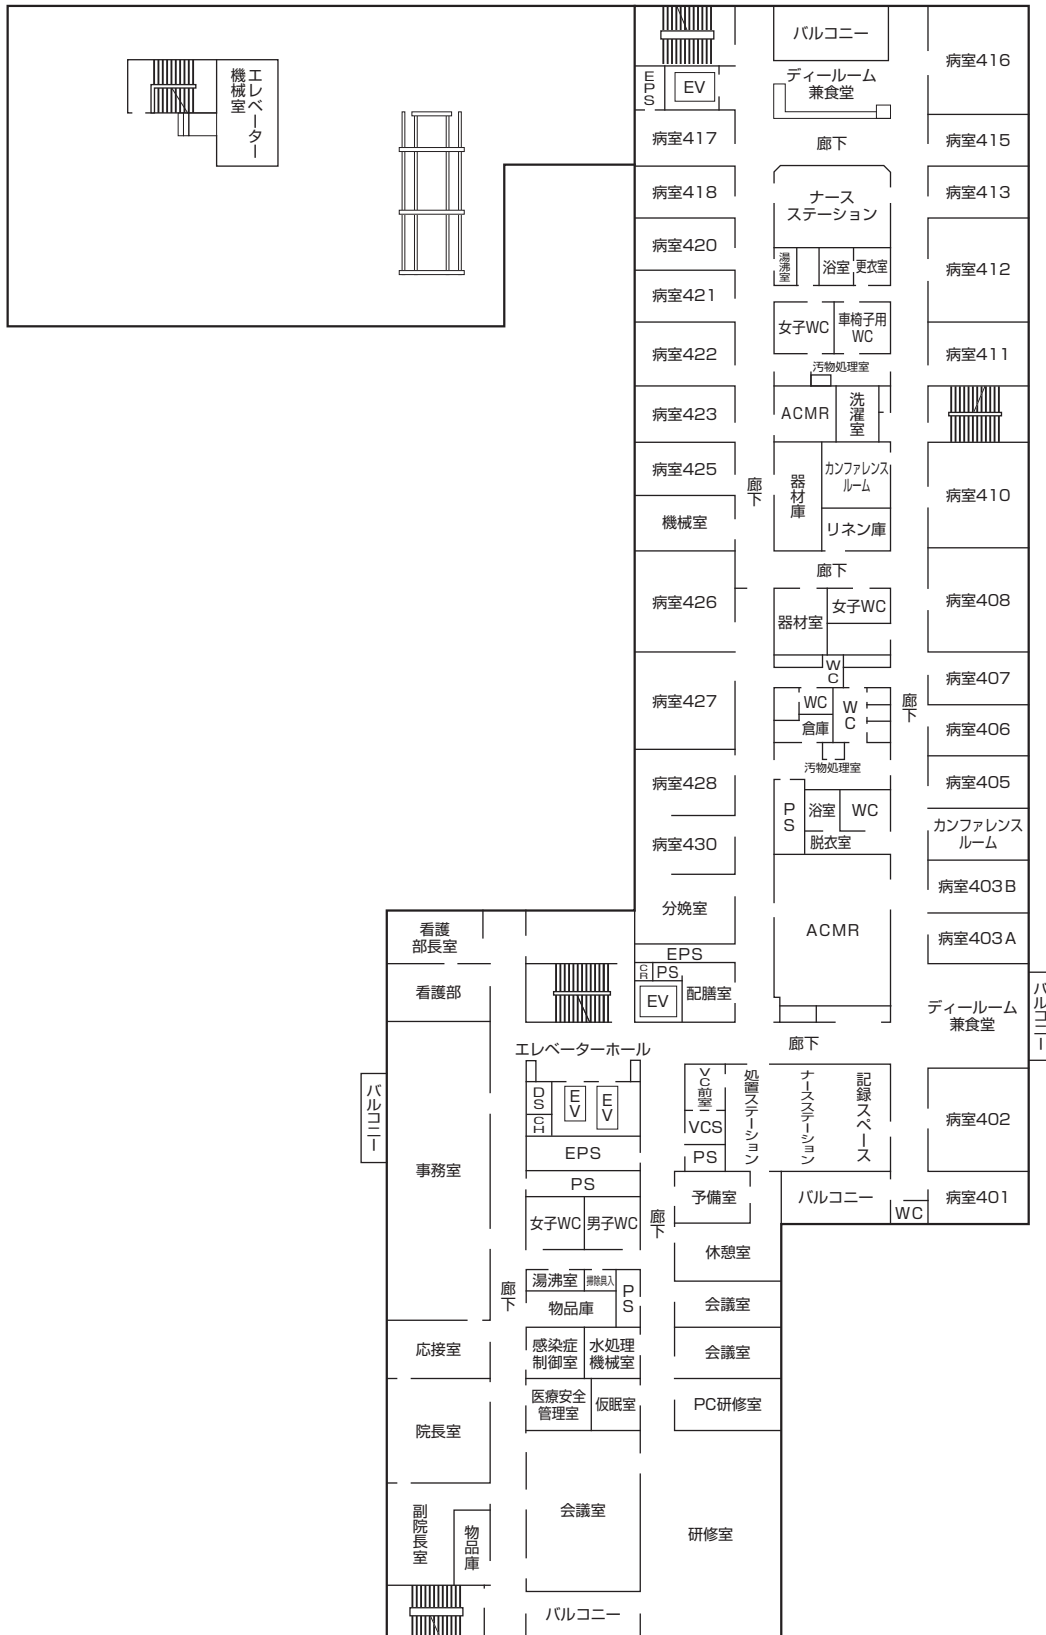 バルコニー
病室416
エレベーター
機械室
EPS
EV
ディールーム
兼食堂
病室417
廊下
病室415
病室418
ナース
ステーション
病室413
病室420
湯沸室
浴室
更衣室
病室412
病室421
女子WC
車椅子用
WC
病室422
病室411
汚物処理室
病室423
ACMR
洗濯室
病室425
廊下
器材庫
カンファレンス
ルーム
病室410
機械室
リネン庫
廊下
病室426
器材室
女子WC
病室408
WC
病室407
病室427
WC
WC
倉庫
廊下
病室406
汚物処理室
病室428
病室405
PS
浴室
WC
病室430
脱衣室
カンファレンス
ルーム
病室403B
分娩室
ACMR
看護
部長室
病室403A
EPS
CR
PS
看護部
EV
配膳室
ディールーム
兼食堂
バルコニー
エレベーターホール
廊下
バルコニー
DS
CH
EV
EV
VC前室
処置ステーション
ナースステーション
記録スペース
VCS
病室402
EPS
PS
事務室
PS
予備室
バルコニー
病室401
WC
女子WC
男子WC
廊下
休憩室
湯沸室
掃除具入
PS
廊下
物品庫
会議室
応接室
感染症
制御室
水処理
機械室
会議室
医療安全
管理室
仮眠室
PC研修室
院長室
会議室
副院長室
物品庫
研修室
バルコニー